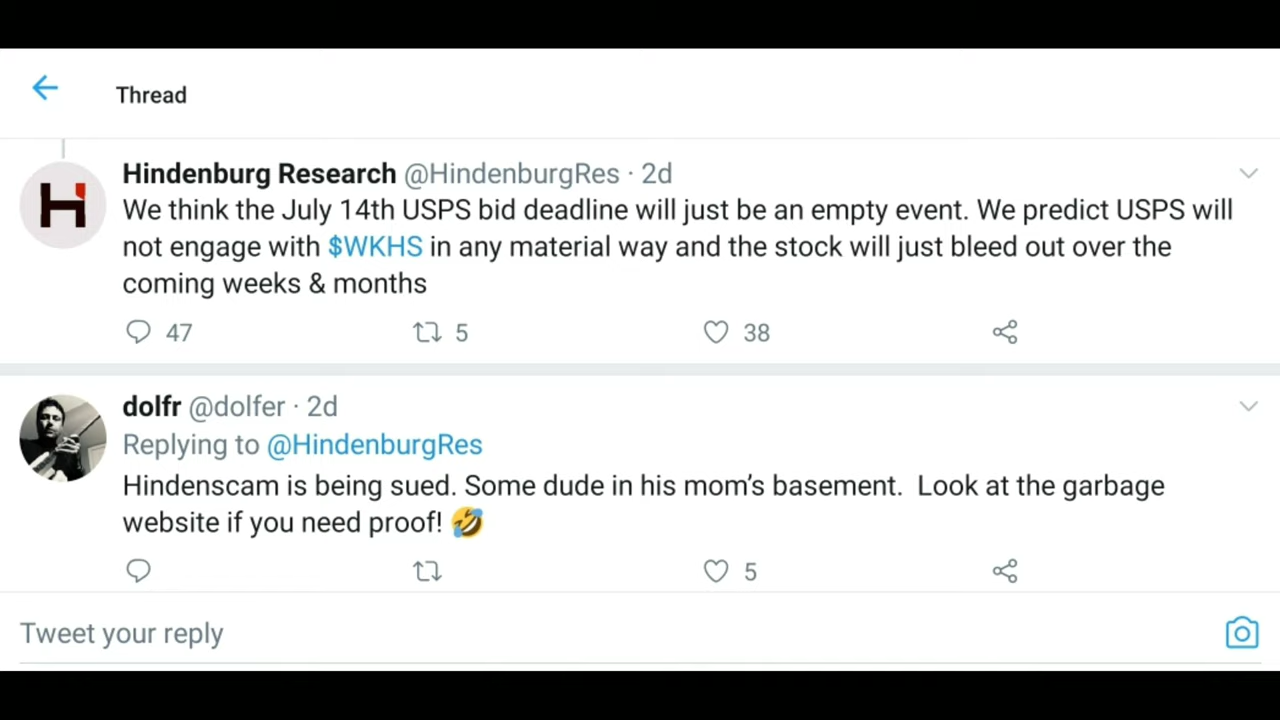 Thread
Hindenburg Research @HindenburgRes · 2d
We think the July 14th USPS bid deadline will just be an empty event. We predict USPS will
not engage with $WKHS in any material way and the stock will just bleed out over the
coming weeks & months
47 5 38
dolfr @dolfer · 2d
Replying to @HindenburgRes
Hindenscam is being sued. Some dude in his mom’s basement.  Look at the garbage
website if you need proof! 🤣
5
Tweet your reply